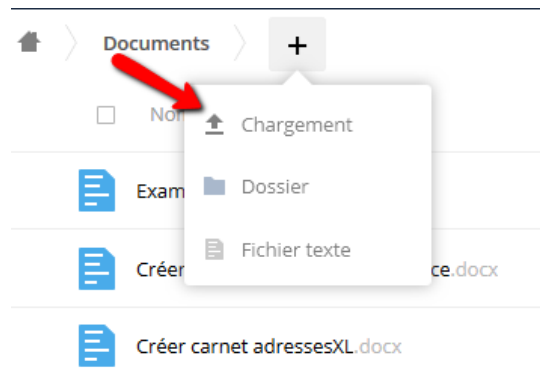 Documents
+
Chargement
Dossier
Exam
Fichier texte
Créer ce.docx
Créer carnet adressesXL.docx